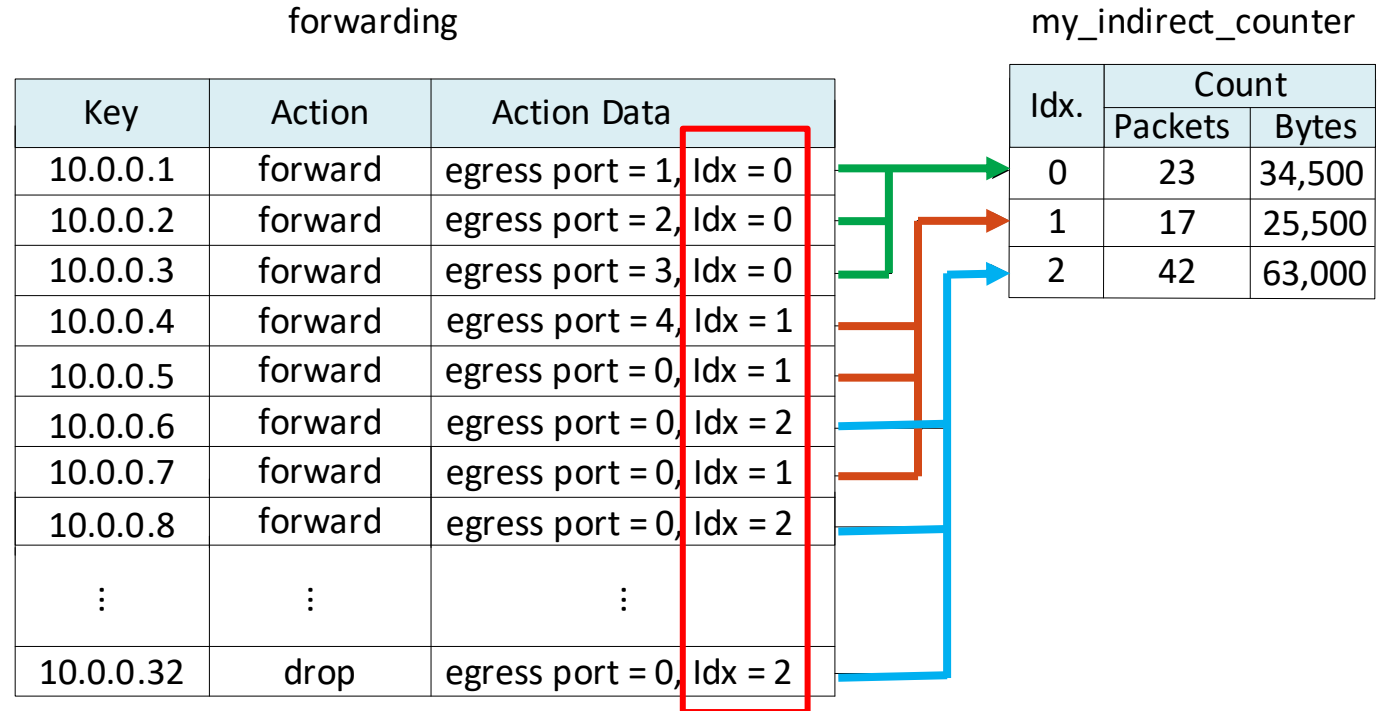 forwarding
my_indirect_counter
Key Action Action Data
10.0.0.1 forward egress port = 1, Idx = 0
10.0.0.2 forward egress port = 2, Idx = 0
10.0.0.3 forward egress port = 3, Idx = 0
10.0.0.4 forward egress port = 4, Idx = 1
10.0.0.5 forward egress port = 0, Idx = 1
10.0.0.6 forward egress port = 0, Idx = 2
10.0.0.7 forward egress port = 0, Idx = 1
10.0.0.8 forward egress port = 0, Idx = 2
⋮ ⋮ ⋮
10.0.0.32 drop egress port = 0, Idx = 2
Idx. Count
Packets Bytes
0 23 34,500
1 17 25,500
2 42 63,000